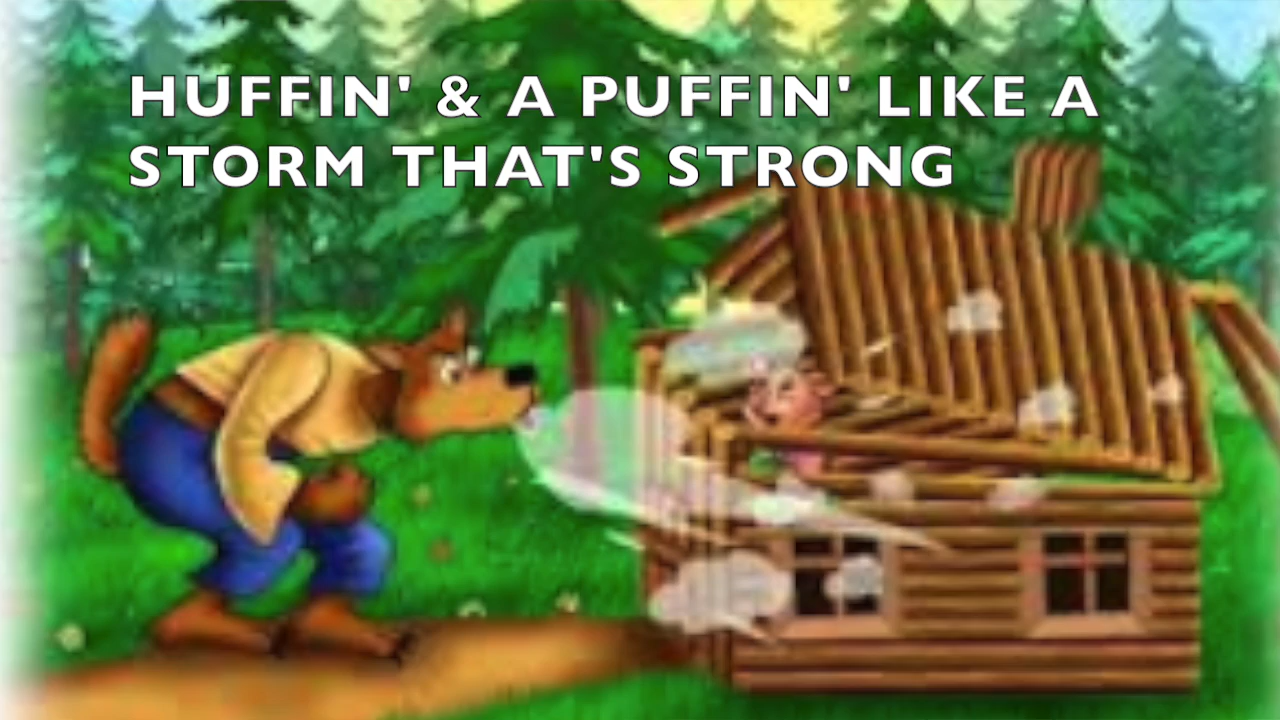 HUFFIN' & A PUFFIN' LIKE A
STORM THAT'S STRONG